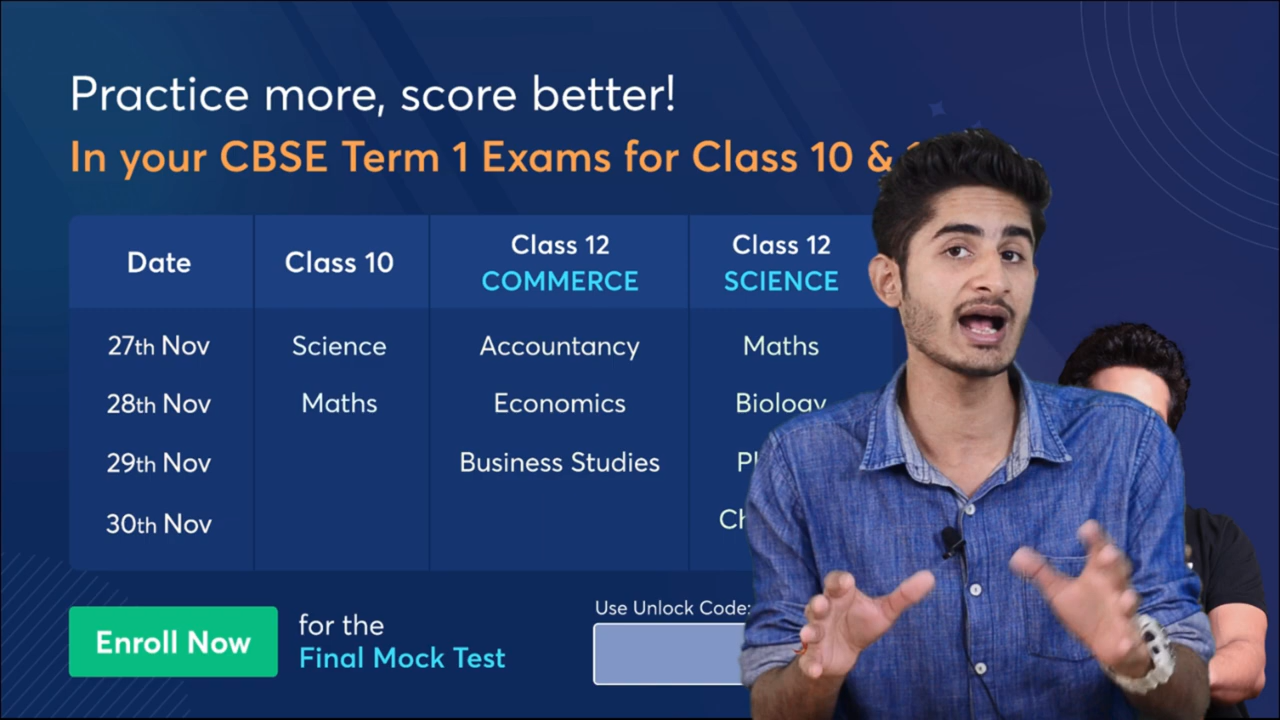 Practice more, score better!
In your CBSE Term 1 Exams for Class 10 &
Date Class 10 Class 12 COMMERCE Class 12 SCIENCE
27th Nov Science Accountancy Maths
28th Nov Maths Economics Biology
29th Nov Business Studies
30th Nov
Enroll Now for the Final Mock Test
Use Unlock Code: